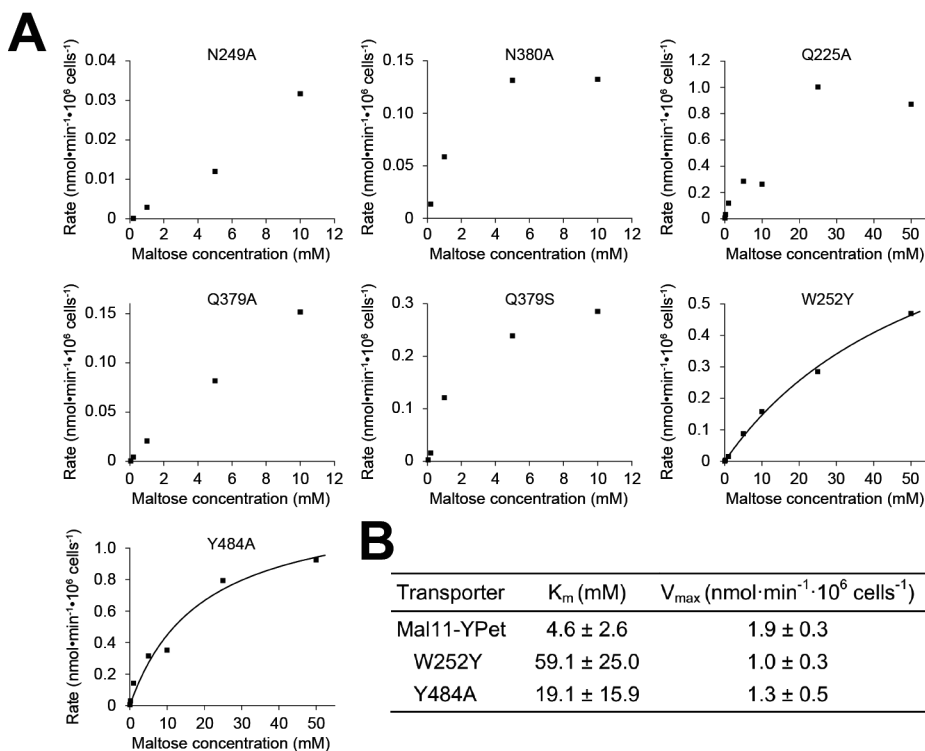 A
N249A
Rate (nmol•min⁻¹•10⁶ cells⁻¹)
0.04
0.03
0.02
0.01
0
0 2 4 6 8 10 12
Maltose concentration (mM)
N380A
Rate (nmol•min⁻¹•10⁶ cells⁻¹)
0.15
0.10
0.05
0
0 2 4 6 8 10 12
Maltose concentration (mM)
Q225A
Rate (nmol•min⁻¹•10⁶ cells⁻¹)
1.2
1.0
0.8
0.6
0.4
0.2
0
0 10 20 30 40 50
Maltose concentration (mM)
Q379A
Rate (nmol•min⁻¹•10⁶ cells⁻¹)
0.15
0.10
0.05
0
0 2 4 6 8 10 12
Maltose concentration (mM)
Q379S
Rate (nmol•min⁻¹•10⁶ cells⁻¹)
0.3
0.2
0.1
0
0 2 4 6 8 10 12
Maltose concentration (mM)
W252Y
Rate (nmol•min⁻¹•10⁶ cells⁻¹)
0.5
0.4
0.3
0.2
0.1
0
0 10 20 30 40 50
Maltose concentration (mM)
Y484A
Rate (nmol•min⁻¹•10⁶ cells⁻¹)
1.0
0.8
0.6
0.4
0.2
0
0 10 20 30 40 50
Maltose concentration (mM)
B
Transporter Kₘ (mM) Vₘₐₓ (nmol·min⁻¹·10⁶ cells⁻¹)
Mal11-YPet 4.6 ± 2.6 1.9 ± 0.3
W252Y 59.1 ± 25.0 1.0 ± 0.3
Y484A 19.1 ± 15.9 1.3 ± 0.5